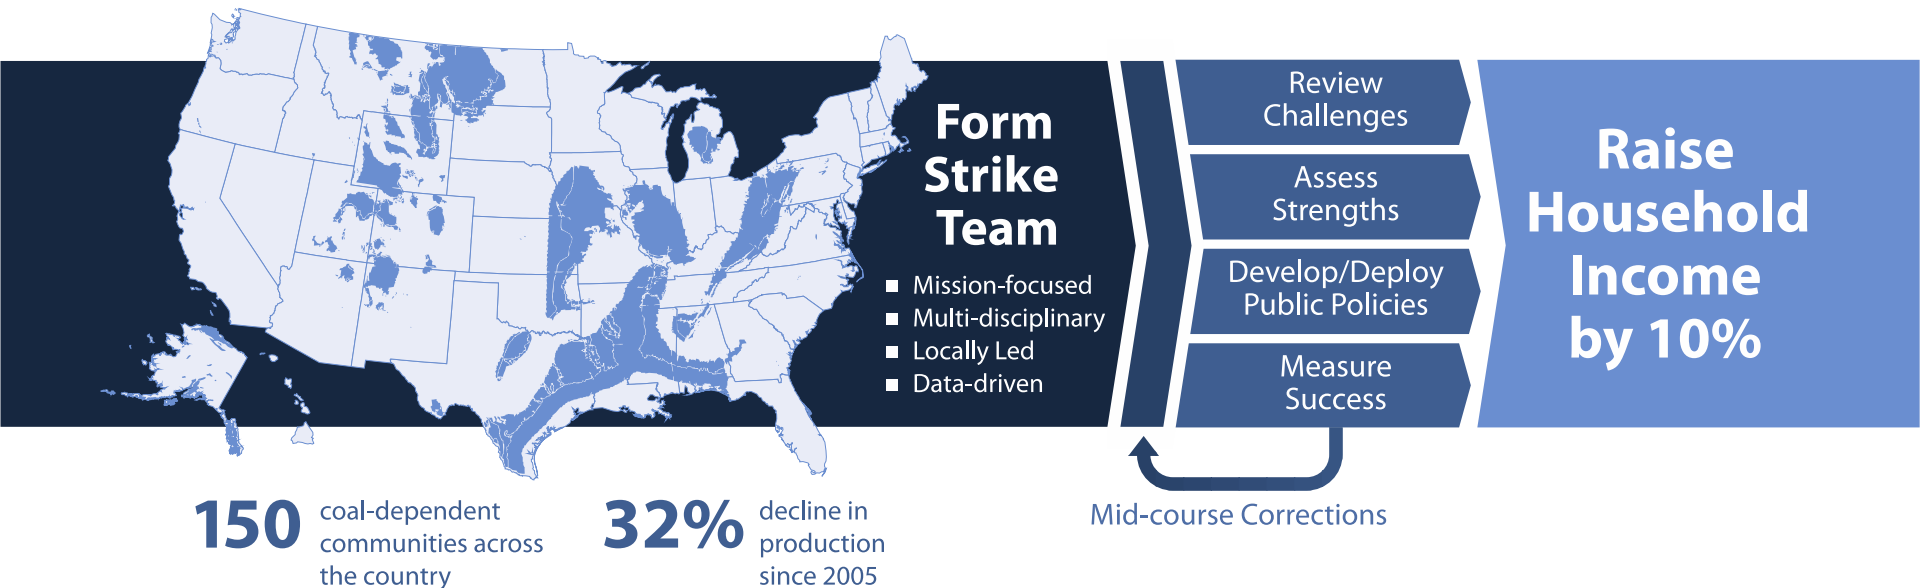 Form
Strike
Team
■ Mission-focused
■ Multi-disciplinary
■ Locally Led
■ Data-driven
Review
Challenges
Assess
Strengths
Develop/Deploy
Public Policies
Measure
Success
Raise
Household
Income
by 10%
150
coal-dependent
communities across
the country
32%
decline in
production
since 2005
Mid-course Corrections